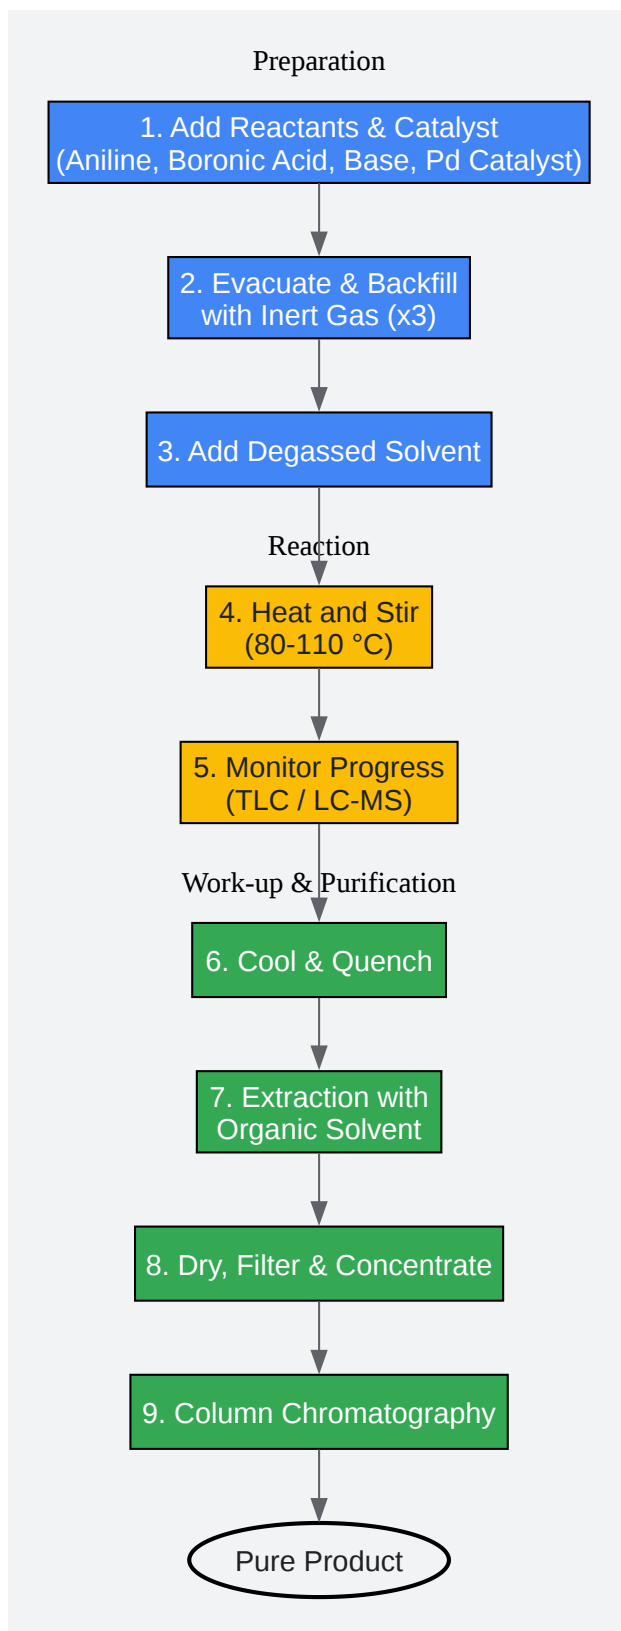 Preparation
1. Add Reactants & Catalyst
(Aniline, Boronic Acid, Base, Pd Catalyst)
2. Evacuate & Backfill
with Inert Gas (x3)
3. Add Degassed Solvent
Reaction
4. Heat and Stir
(80-110 °C)
5. Monitor Progress
(TLC / LC-MS)
Work-up & Purification
6. Cool & Quench
7. Extraction with
Organic Solvent
8. Dry, Filter & Concentrate
9. Column Chromatography
Pure Product